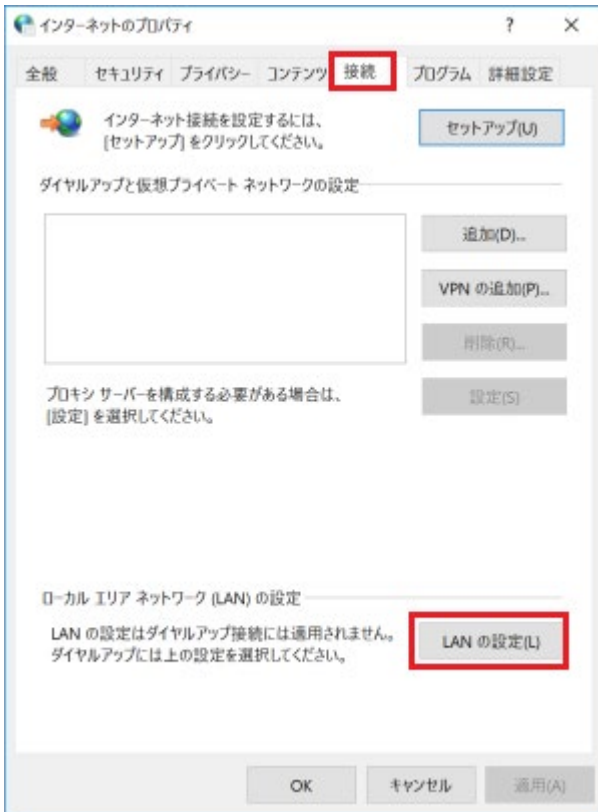 インターネットのプロパティ
?
×
全般 セキュリティ プライバシー コンテンツ 接続 プログラム 詳細設定
インターネット接続を設定するには、
[セットアップ] をクリックしてください。
セットアップ(U)
ダイヤルアップと仮想プライベート ネットワークの設定
追加(D)...
VPN の追加(P)...
削除(R)...
プロキシ サーバーを構成する必要がある場合は、
[設定] を選択してください。
設定(S)
ローカル エリア ネットワーク (LAN) の設定
LAN の設定はダイヤルアップ接続には適用されません。
ダイヤルアップには上の設定を選択してください。
LAN の設定(L)
OK キャンセル 適用(A)